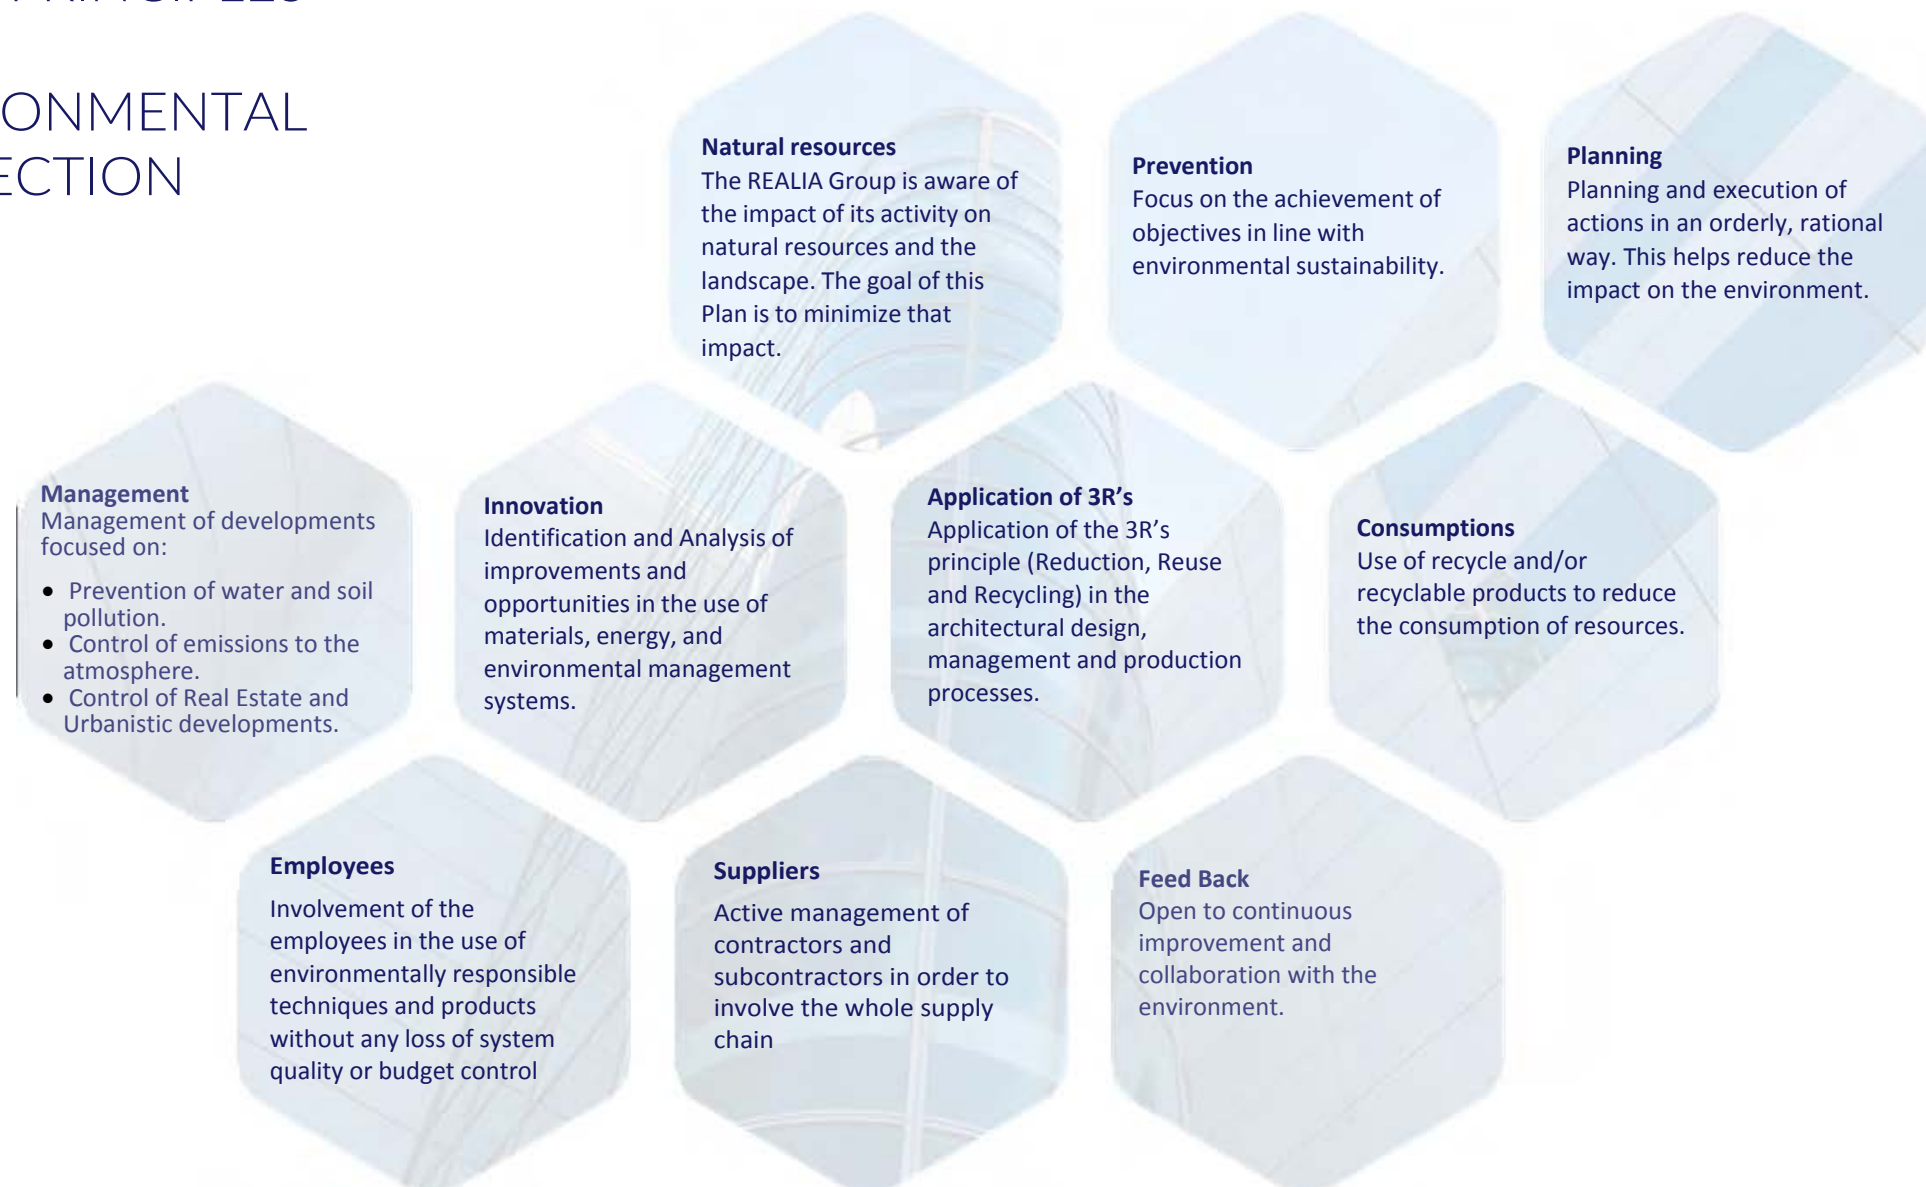 PRINCIPLES
ONMENTAL
ECTION
Natural resources
The REALIA Group is aware of
the impact of its activity on
natural resources and the
landscape. The goal of this
Plan is to minimize that
impact.
Prevention
Focus on the achievement of
objectives in line with
environmental sustainability.
Planning
Planning and execution of
actions in an orderly, rational
way. This helps reduce the
impact on the environment.
Management
Management of developments
focused on:
• Prevention of water and soil
pollution.
• Control of emissions to the
atmosphere.
• Control of Real Estate and
Urbanistic developments.
Innovation
Identification and Analysis of
improvements and
opportunities in the use of
materials, energy, and
environmental management
systems.
Application of 3R’s
Application of the 3R’s
principle (Reduction, Reuse
and Recycling) in the
architectural design,
management and production
processes.
Consumptions
Use of recycle and/or
recyclable products to reduce
the consumption of resources.
Employees
Involvement of the
employees in the use of
environmentally responsible
techniques and products
without any loss of system
quality or budget control
Suppliers
Active management of
contractors and
subcontractors in order to
involve the whole supply
chain
Feed Back
Open to continuous
improvement and
collaboration with the
environment.